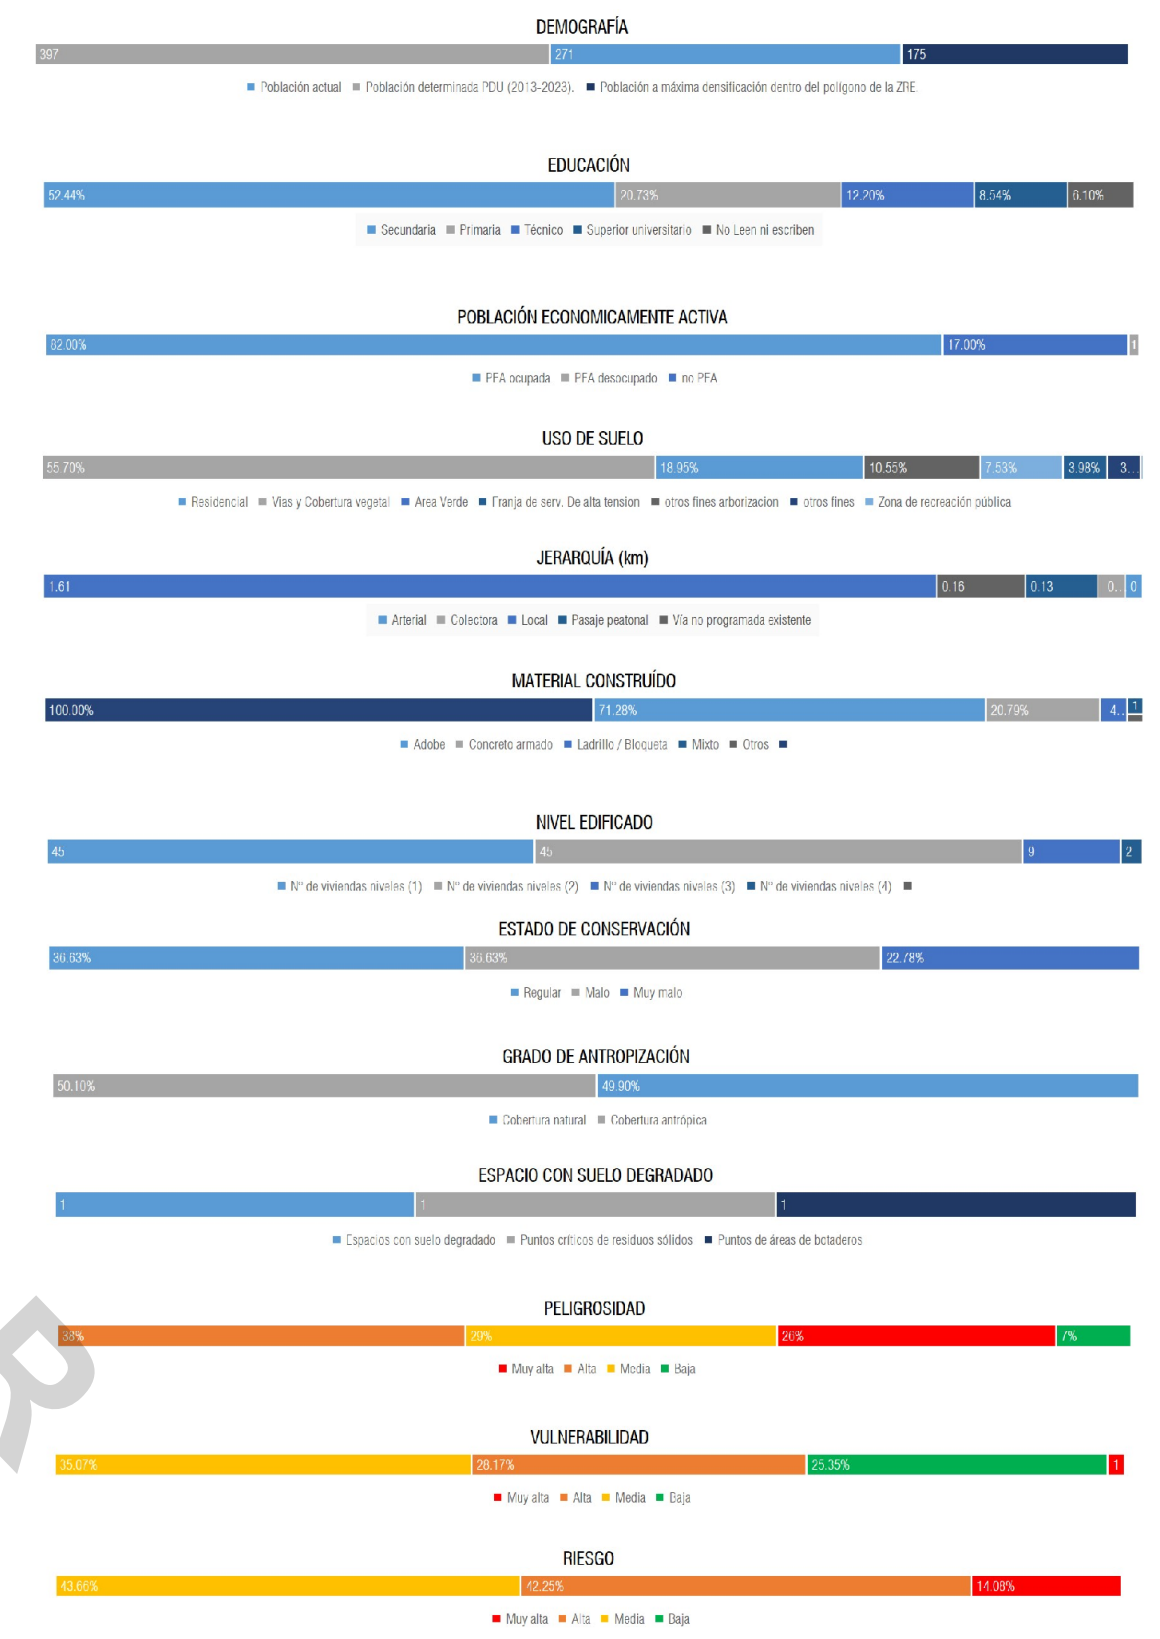 DEMOGRAFÍA
397 271 175
Población actual Población determinada PDU (2013-2023). Población a máxima densificación dentro del polígono de la ZRE
EDUCACIÓN
52.44% 20.73% 12.20% 8.54% 6.10%
Secundaria Primaria Técnico Superior universitario No Leen ni escriben
POBLACIÓN ECONOMICAMENTE ACTIVA
82.00% 17.00% 1
PEA ocupada PEA desocupado no PEA
USO DE SUELO
55.70% 18.95% 10.55% 7.53% 3.98% 3...
Residencial Vias y Cobertura vegetal Area Verde Franja de serv. De alta tension otros fines arborizacion otros fines Zona de recreación pública
JERARQUÍA (km)
1.61 0.16 0.13 0.. 0
Arterial Colectora Local Pasaje peatonal Vía no programada existente
MATERIAL CONSTRUÍDO
100.00% 71.28% 20.79% 4.. 1
Adobe Concreto armado Ladrillo / Bloqueta Mixto Otros
NIVEL EDIFICADO
45 45 9 2
N° de viviendas niveles (1) N° de viviendas niveles (2) N° de viviendas niveles (3) N° de viviendas niveles (4)
ESTADO DE CONSERVACIÓN
36.63% 36.63% 22.78%
Regular Malo Muy malo
GRADO DE ANTROPIZACIÓN
50.10% 49.90%
Cobertura natural Cobertura antrópica
ESPACIO CON SUELO DEGRADADO
1 1 1
Espacios con suelo degradado Puntos críticos de residuos sólidos Puntos de áreas de botaderos
PELIGROSIDAD
38% 29% 26% 7%
Muy alta Alta Media Baja
VULNERABILIDAD
35.07% 28.17% 25.35% 1
Muy alta Alta Media Baja
RIESGO
43.66% 42.25% 14.08%
Muy alta Alta Media Baja
R